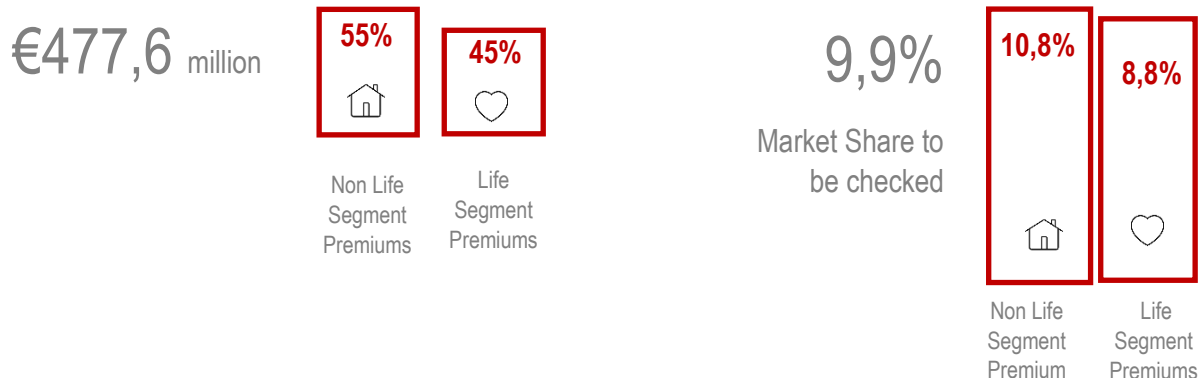 €477,6 million
55%
45%
Non Life
Segment
Premiums
Life
Segment
Premiums
9,9%
Market Share to
be checked
10,8%
8,8%
Non Life
Segment
Premium
Life
Segment
Premiums